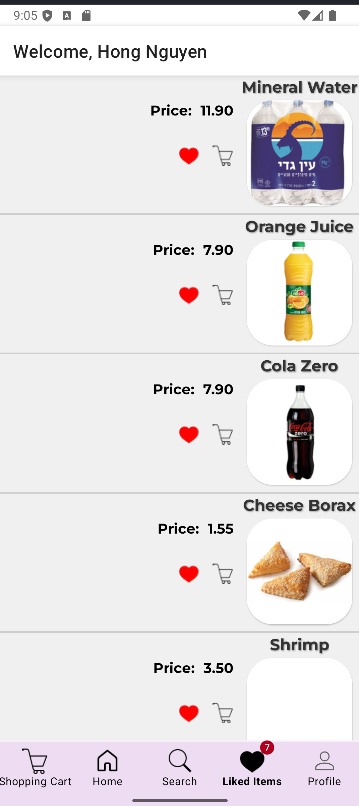 9:05
Welcome, Hong Nguyen
Mineral Water
Price: 11.90
עין גדי
Orange Juice
Price: 7.90
Cola Zero
Price: 7.90
Coca-Cola
zero
Cheese Borax
Price: 1.55
Shrimp
Price: 3.50
7
Shopping Cart
Home
Search
Liked Items
Profile